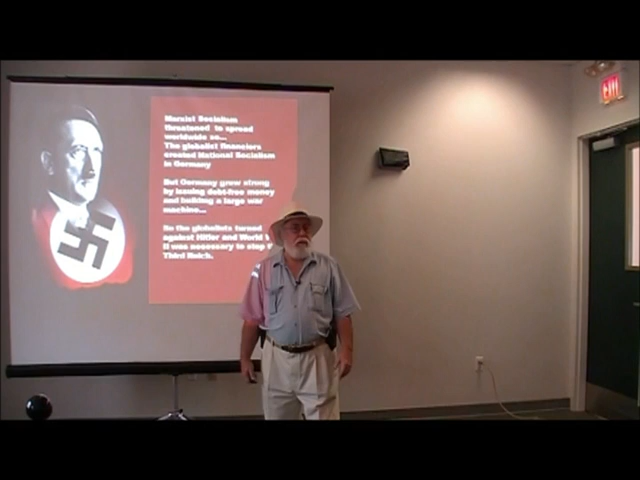 Marxist Socialism
threatened to spread
worldwide so...
The globalist financiers
created National Socialism
in Germany
But Germany grew strong
by issuing debt-free money
and building a large war
machine...
So the globalists turned
against Hitler and World
II was necessary to stop
Third Reich.
EXIT